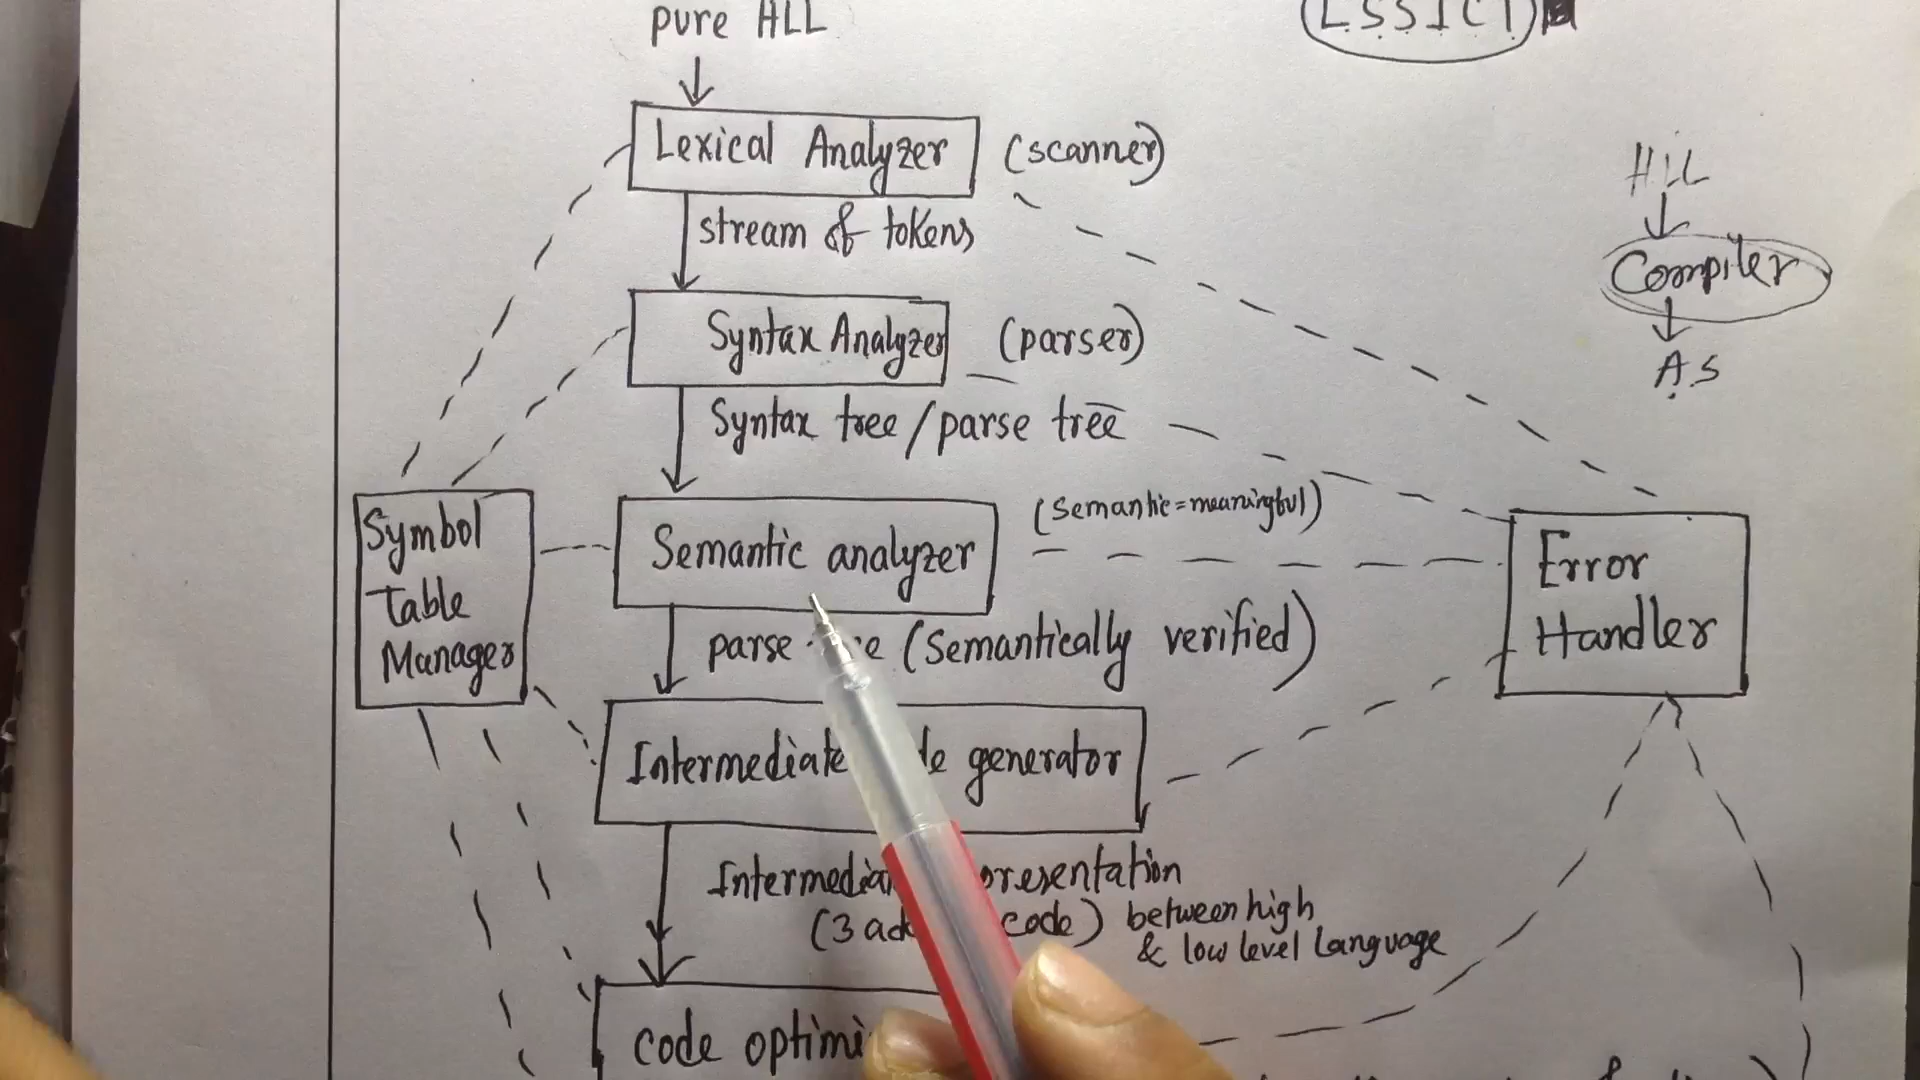 pure HLL
Lexical Analyzer (scanner)
stream of tokens
Syntax Analyzer (parser)
Syntax tree / parse tree
(Semantic = meaningful)
Semantic analyzer
parse (Semantically verified)
Intermediate generator
Intermedia presentation
(3 ad code) between high
& low level language
code optimi
Symbol
Table
Manager
Error
Handler
HLL
Compiler
A.S